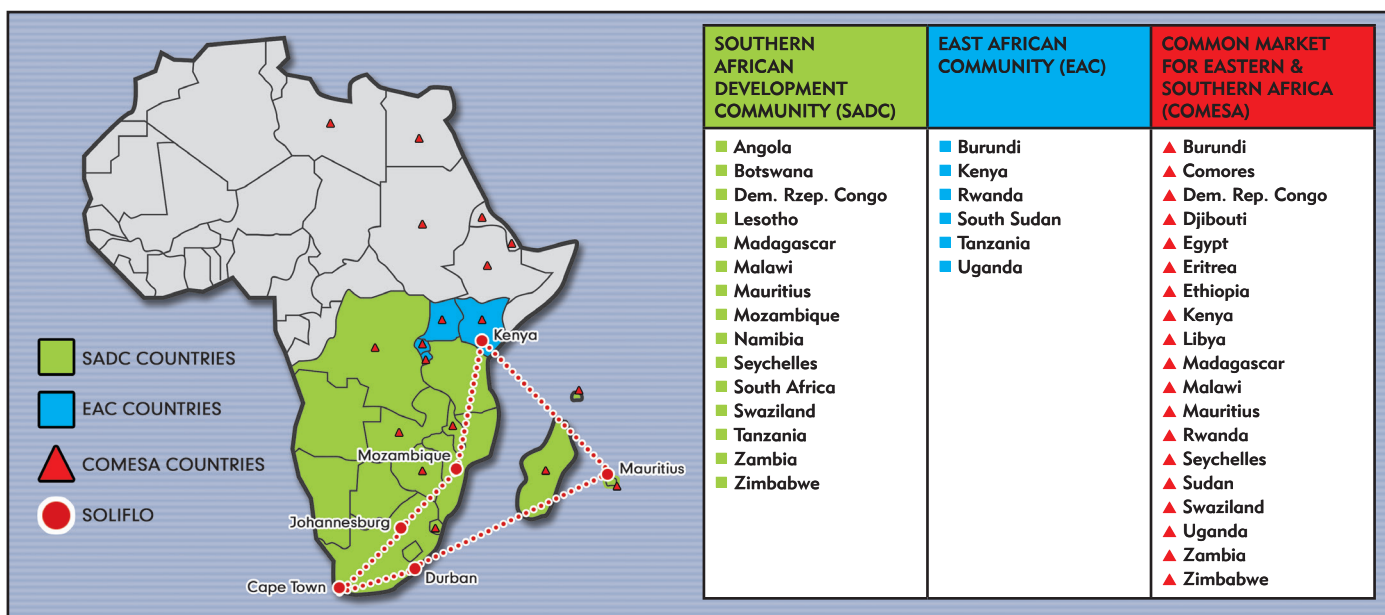 SADC COUNTRIES
EAC COUNTRIES
COMESA COUNTRIES
SOLIFLO
Kenya
Mozambique
Mauritius
Johannesburg
Durban
Cape Town
SOUTHERN
AFRICAN
DEVELOPMENT
COMMUNITY (SADC)
Angola
Botswana
Dem. Rzep. Congo
Lesotho
Madagascar
Malawi
Mauritius
Mozambique
Namibia
Seychelles
South Africa
Swaziland
Tanzania
Zambia
Zimbabwe
EAST AFRICAN
COMMUNITY (EAC)
Burundi
Kenya
Rwanda
South Sudan
Tanzania
Uganda
COMMON MARKET
FOR EASTERN &
SOUTHERN AFRICA
(COMESA)
Burundi
Comores
Dem. Rep. Congo
Djibouti
Egypt
Eritrea
Ethiopia
Kenya
Libya
Madagascar
Malawi
Mauritius
Rwanda
Seychelles
Sudan
Swaziland
Uganda
Zambia
Zimbabwe